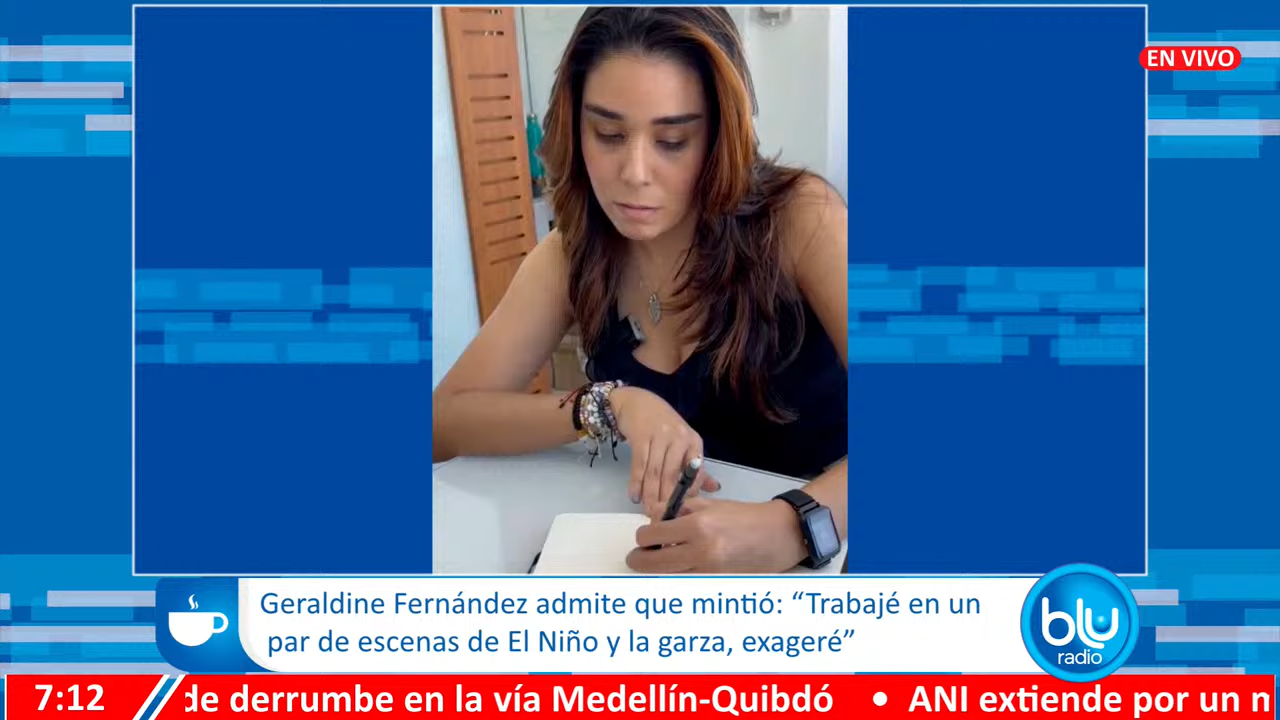 EN VIVO
Geraldine Fernández admite que mintió: “Trabajé en un
par de escenas de El Niño y la garza, exageré”
blu
radio
7:12
de derrumbe en la vía Medellín-Quibdó • ANI extiende por un n